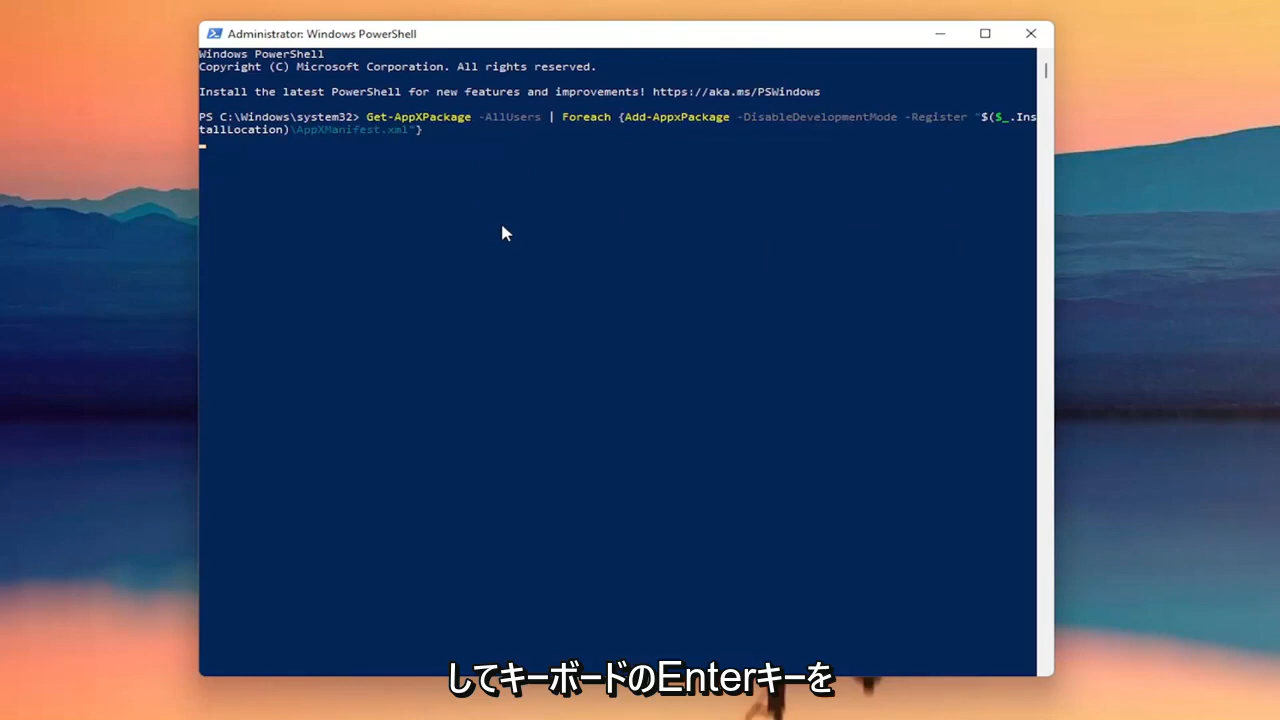 Administrator: Windows PowerShell
Windows PowerShell
Copyright (C) Microsoft Corporation. All rights reserved.
Install the latest PowerShell for new features and improvements! https://aka.ms/PSWindows
PS C:\Windows\system32> Get-AppXPackage -AllUsers | Foreach {Add-AppxPackage -DisableDevelopmentMode -Register "$($_.Ins
tallLocation)\AppXManifest.xml"}
してキーボードのEnterキーを